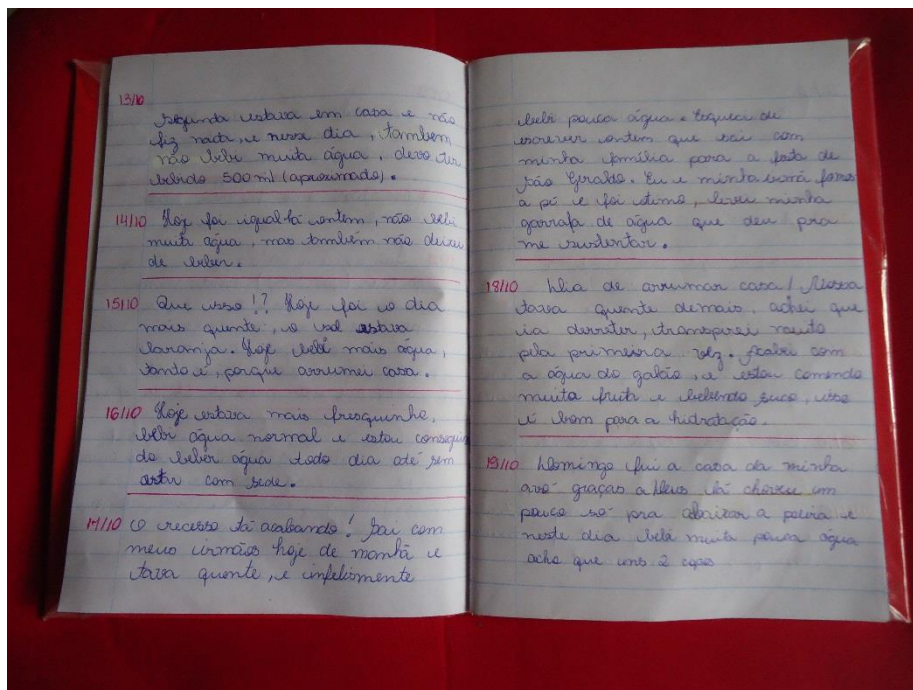 13/10
Segunda estava em casa e não
fiz nada, e nesse dia, também
não bebi muita água, devo ter
bebido 500 ml (aproximado).
14/10 Hoje foi igual tá ontem, não bebi
muita água, mas também não deixei
de beber.
15/10 Que isso!? Hoje foi o dia
mais quente, o sol estava
laranja. Hoje bebi mais água,
tanto é, porque arrumei casa.
16/10 Hoje estava mais fresquinho,
bebi água normal e estou conseguin
do beber água todo dia até sem
estar com sede.
17/10 O recesso tá acabando! Sai com
meus irmãos hoje de manhã e
tava quente, e infelismente
bebi pouca água. Esqueci de
escrever ontem que sai com
minha família para a festa de
São Geraldo. Eu e minha irmã fomos
a pé e foi otimo, levei minha
garrafa de água que deu pra
me sustentar.
18/10 Dia de arrumar casa! Nossa
tava quente demais, achei que
ia derreter, transpirei muito
pela primeira vez. Acabei com
a água do galão, e estou comendo
muita fruta e bebendo suco, isso
é bom para a hidratação.
19/10 Domingo fui a casa da minha
avó graças a Deus lá choveu um
pouco só pra abaixar a poeira e
neste dia bebi muita pouca água
acho que uns 2 copos